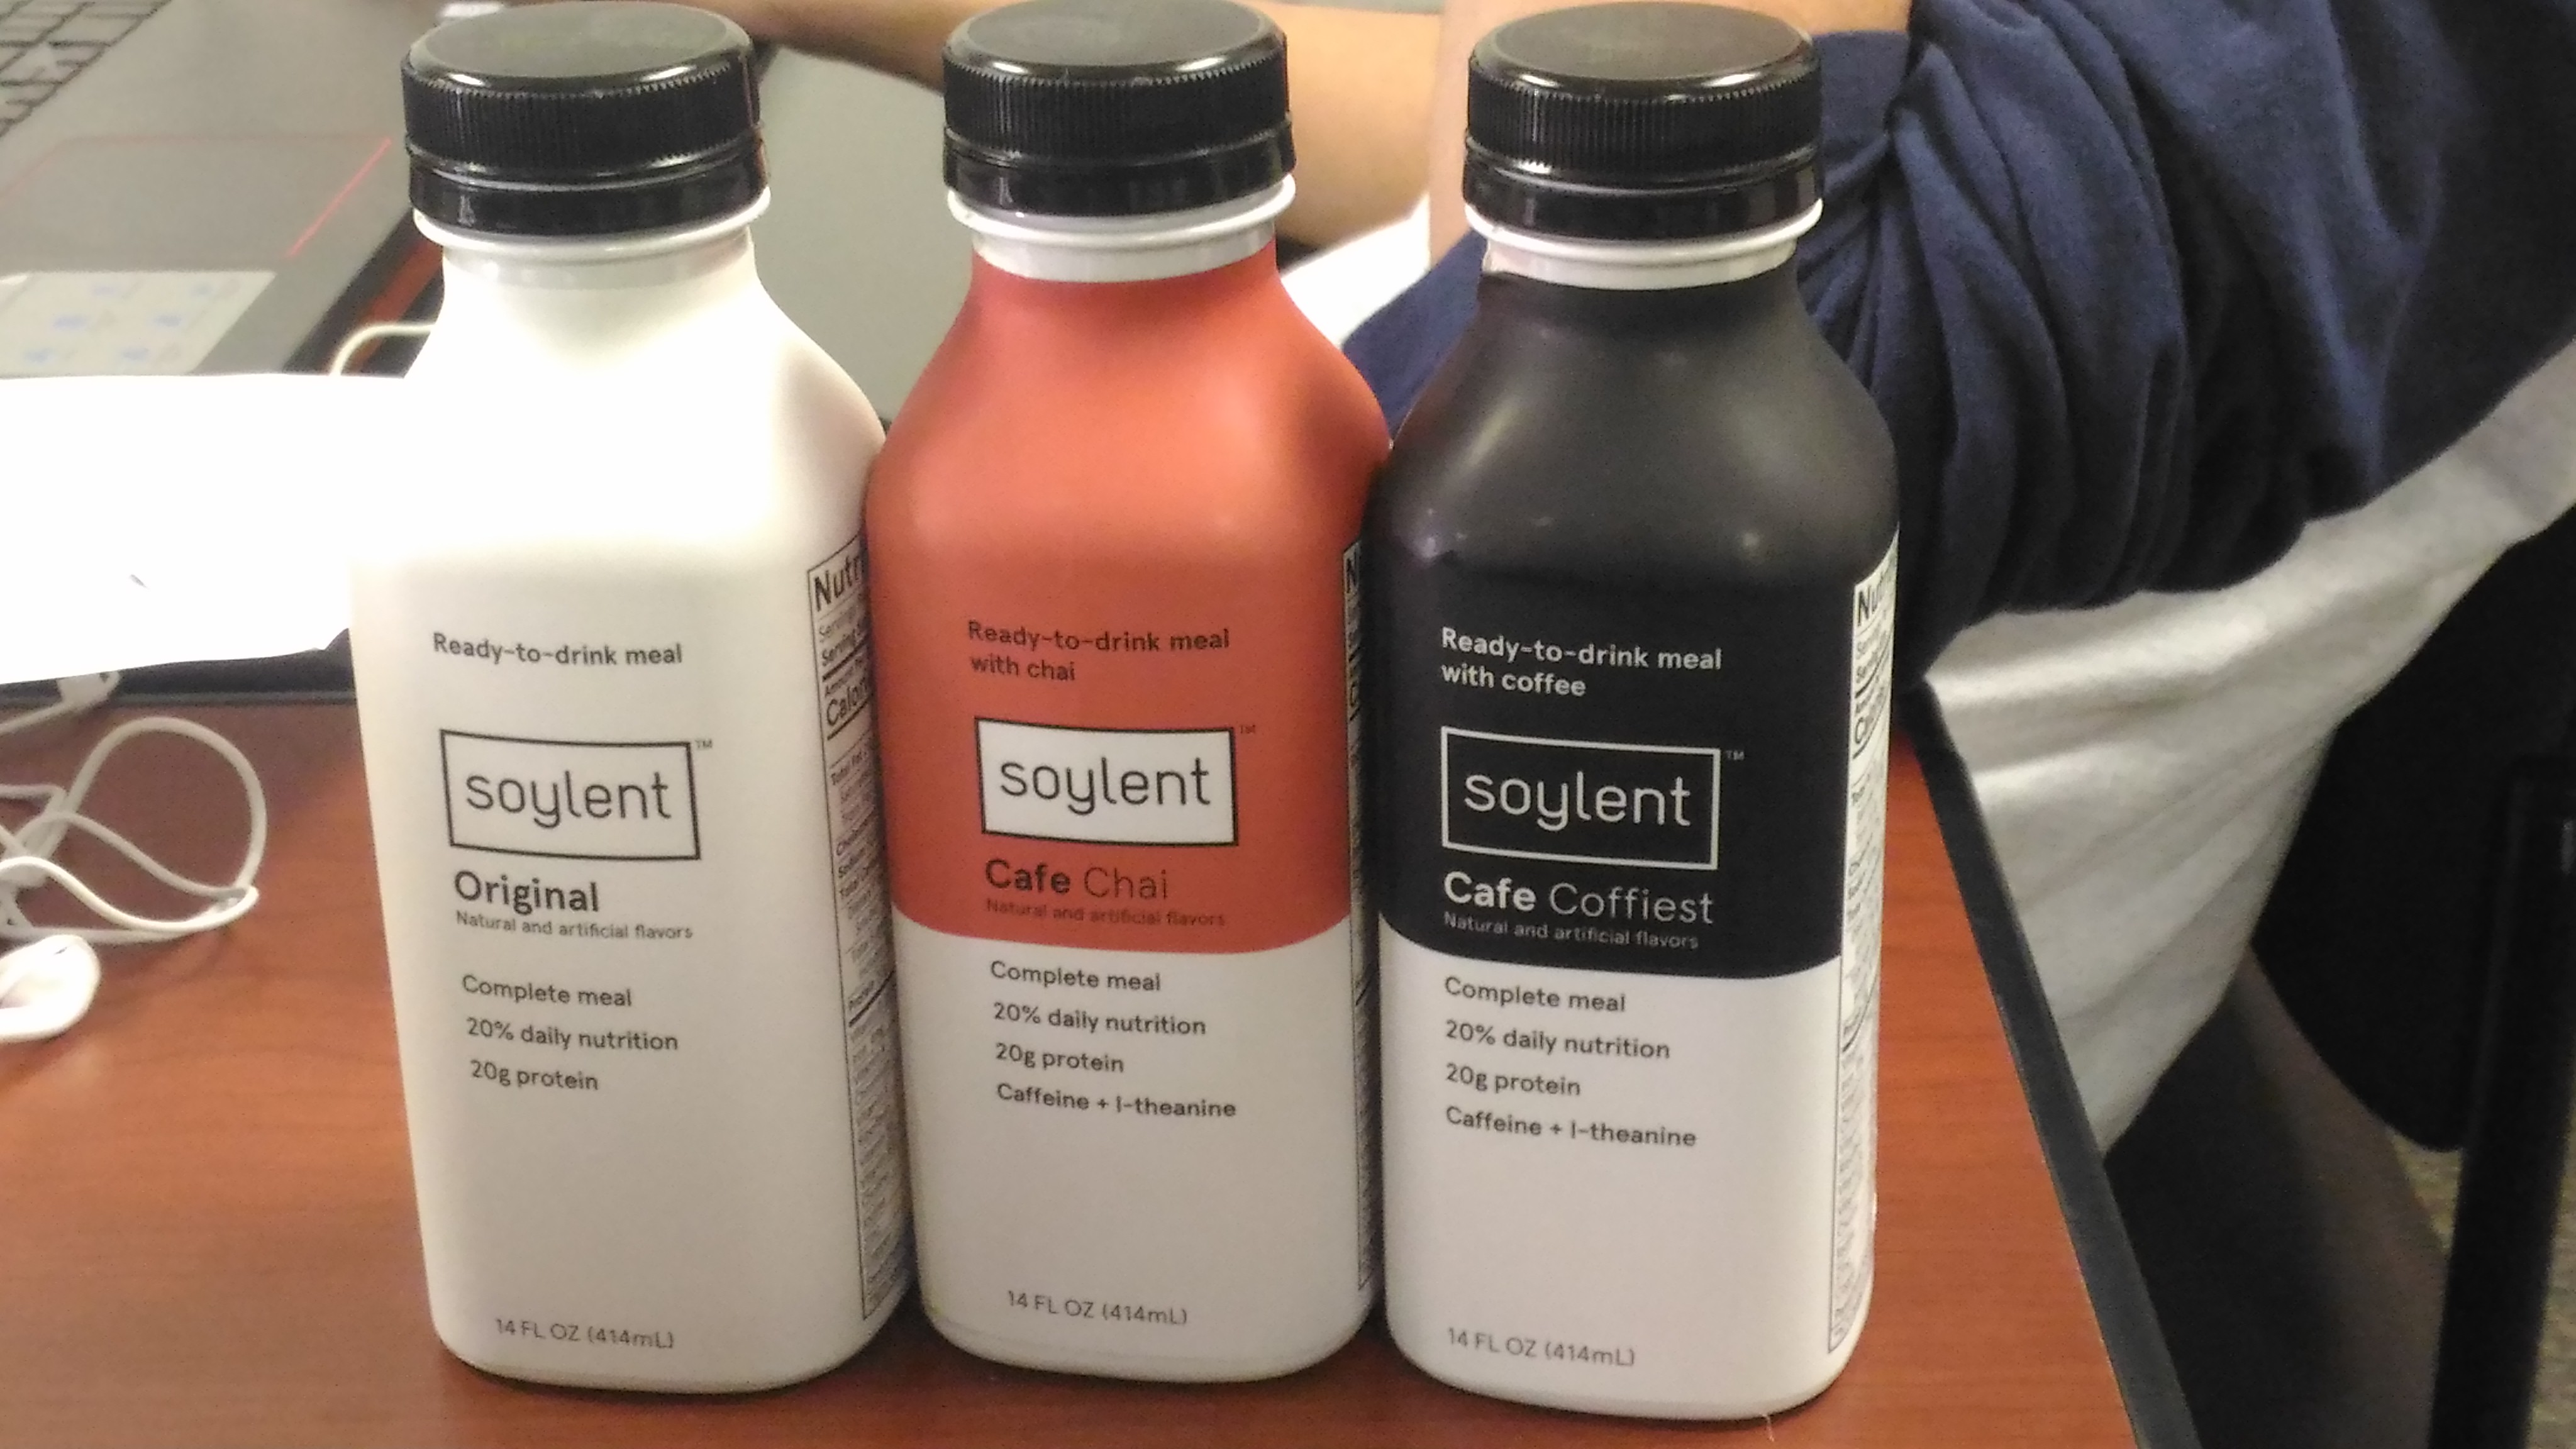 Ready-to-drink meal
soylent™
Original
Natural and artificial flavors
Complete meal
20% daily nutrition
20g protein
14 FL OZ (414mL)
Ready-to-drink meal
with chai
soylent™
Cafe Chai
Natural and artificial flavors
Complete meal
20% daily nutrition
20g protein
Caffeine + l-theanine
14 FL OZ (414mL)
Ready-to-drink meal
with coffee
soylent™
Cafe Coffiest
Natural and artificial flavors
Complete meal
20% daily nutrition
20g protein
Caffeine + l-theanine
14 FL OZ (414mL)